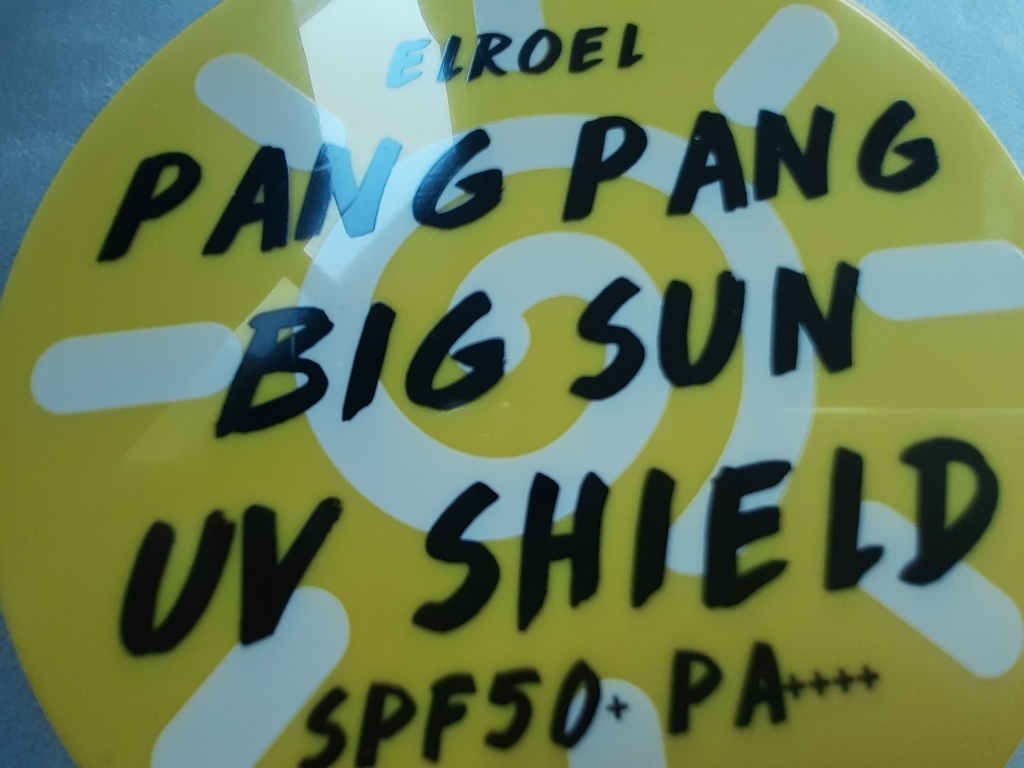 ELROEL
PANG PANG
BIG SUN
UV SHIELD
SPF50+ PA++++